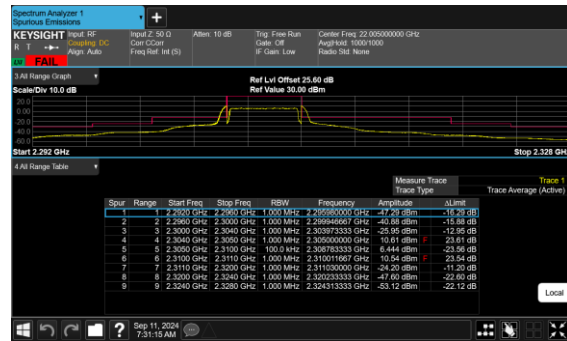 Spectrum Analyzer 1
Spurious Emissions
KEYSIGHT Input: RF Input Z: 50 Ω Atten: 10 dB Trig: Free Run Center Freq: 22.005000000 GHz
R T Coupling: DC Corr CCorr Gate: Off Avg|Hold: 1000/1000
Align: Auto Freq Ref: Int (S) IF Gain: Low Radio Std: None
LXI FAIL
3 All Range Graph Ref Lvl Offset 25.60 dB
Scale/Div 10.0 dB Ref Value 30.00 dBm
20.0
0.00
-20.0
-40.0
-60.0
Start 2.292 GHz Stop 2.328 GH
4 All Range Table
Measure Trace Trace 1
Trace Type Trace Average (Active)
Spur Range Start Freq Stop Freq RBW Frequency Amplitude ΔLimit
1 1 2.2920 GHz 2.2960 GHz 1.000 MHz 2.295980000 GHz -47.29 dBm -16.29 dB
2 2 2.2960 GHz 2.3000 GHz 1.000 MHz 2.299946667 GHz -40.88 dBm -15.88 dB
3 3 2.3000 GHz 2.3040 GHz 1.000 MHz 2.303973333 GHz -25.95 dBm -12.95 dB
4 4 2.3040 GHz 2.3050 GHz 1.000 MHz 2.305000000 GHz 10.61 dBm F 23.61 dB
5 5 2.3050 GHz 2.3100 GHz 100.0 kHz 2.308783333 GHz 6.444 dBm -23.56 dB
6 6 2.3100 GHz 2.3110 GHz 1.000 MHz 2.310011667 GHz 10.54 dBm F 23.54 dB
7 7 2.3110 GHz 2.3200 GHz 1.000 MHz 2.311030000 GHz -24.20 dBm -11.20 dB
8 8 2.3200 GHz 2.3240 GHz 1.000 MHz 2.320233333 GHz -47.60 dBm -22.60 dB
9 9 2.3240 GHz 2.3280 GHz 1.000 MHz 2.324313333 GHz -53.12 dBm -22.12 dB
Local
Sep 11, 2024
7:31:15 AM